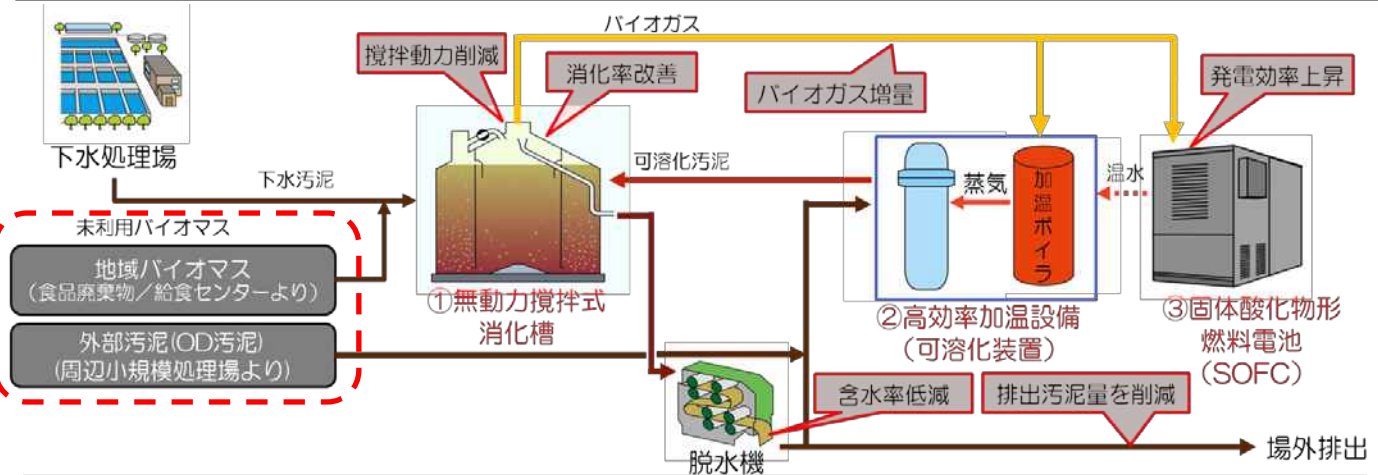 バイオガス
撹拌動力削減
消化率改善
バイオガス増量
発電効率上昇
下水処理場
下水汚泥
可溶化汚泥
蒸気
加温ボイラ
温水
未利用バイオマス
地域バイオマス
(食品廃棄物/給食センターより)
①無動力撹拌式
消化槽
②高効率加温設備
(可溶化装置)
③固体酸化物形
燃料電池
(SOFC)
外部汚泥(OD汚泥)
(周辺小規模処理場より)
含水率低減
排出汚泥量を削減
脱水機
場外排出